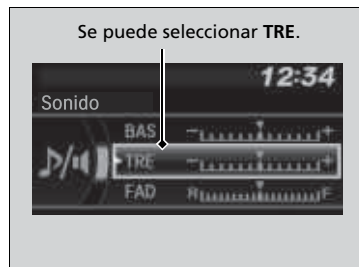 Se puede seleccionar TRE.
12:34
Sonido
BAS − +
TRE − +
FAD R F